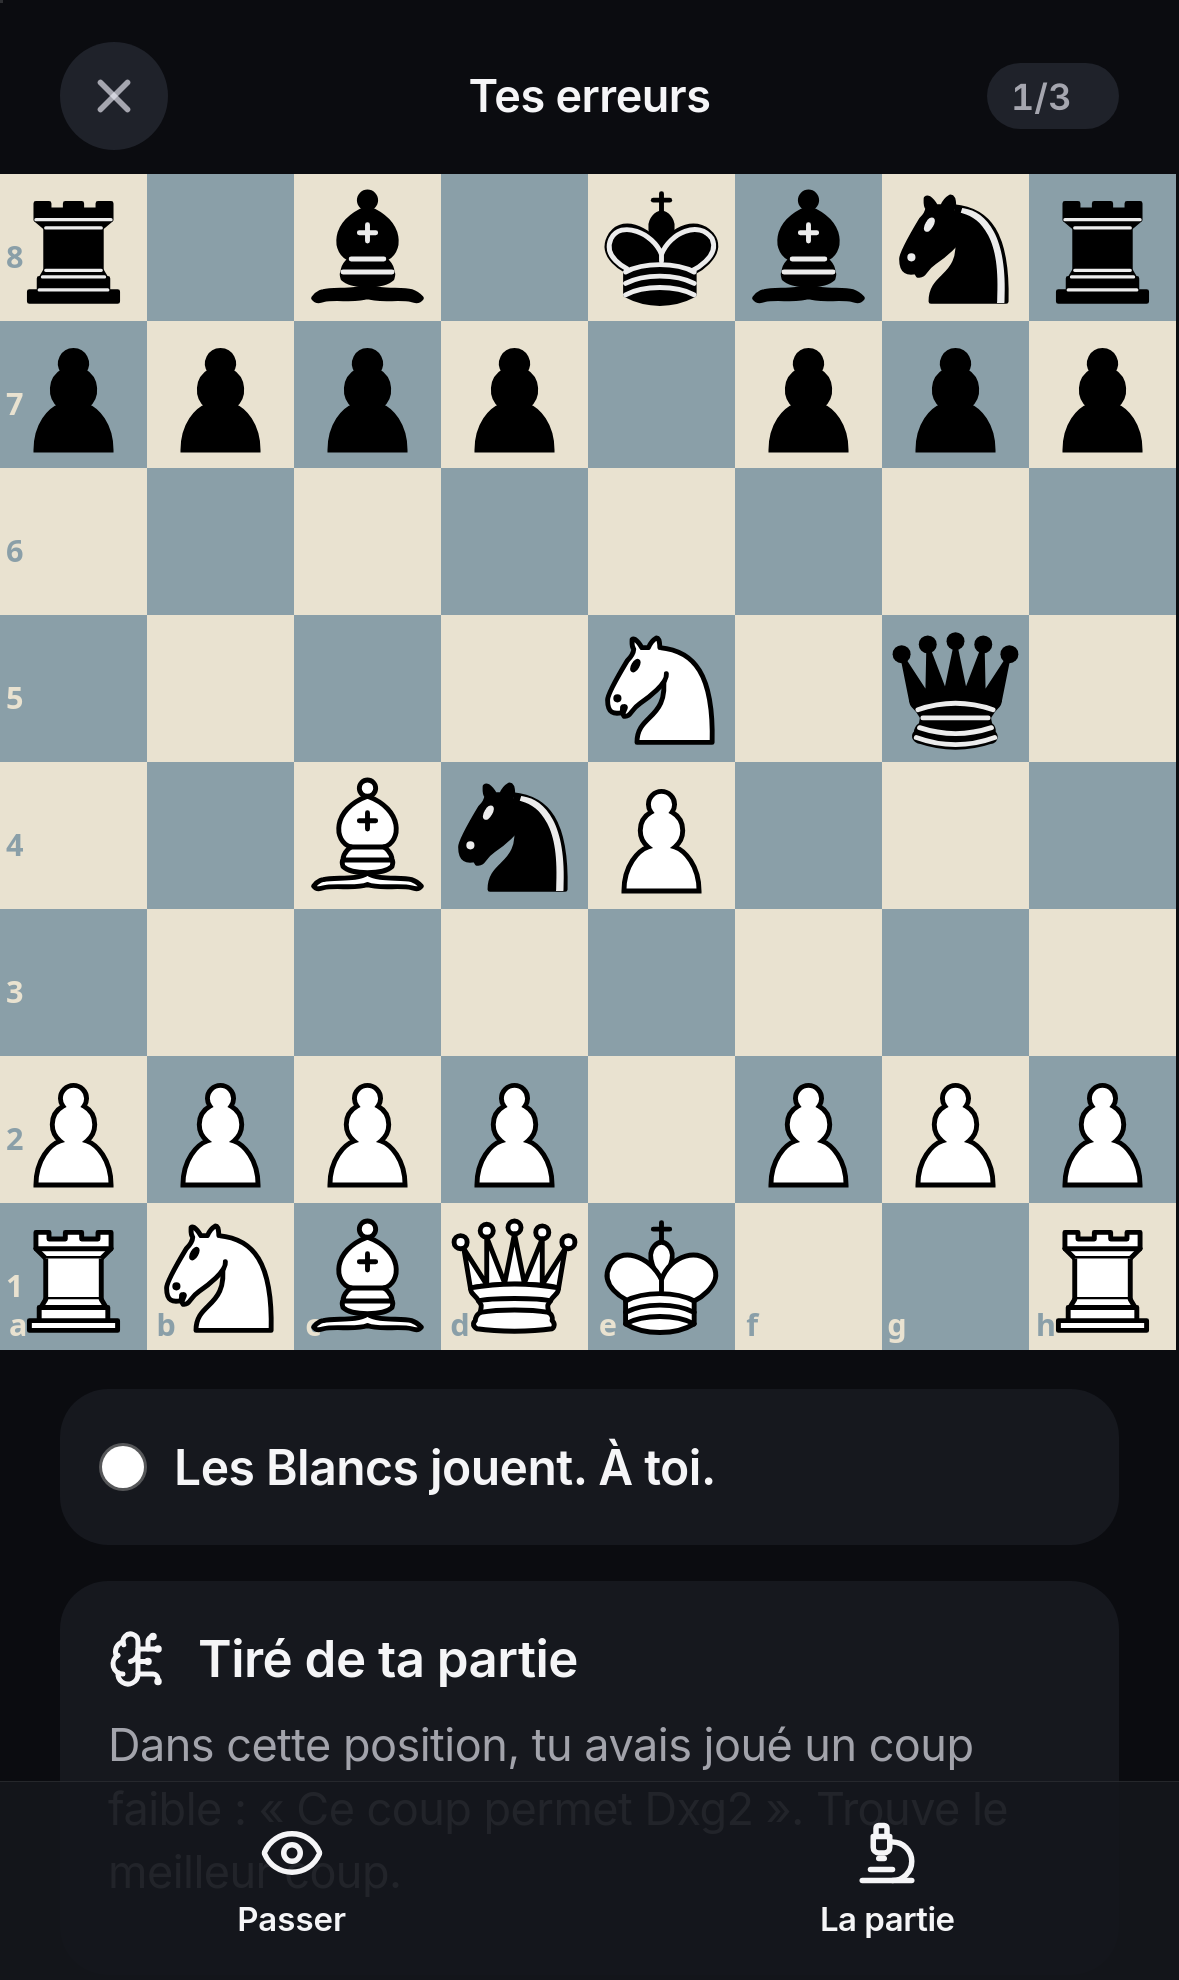 Tes erreurs
1/3
8
7
6
5
4
3
2
1
a b c d e f g h
Les Blancs jouent. À toi.
Tiré de ta partie
Dans cette position, tu avais joué un coup
faible : « Ce coup permet Dxg2 ». Trouve le
meilleur coup.
Passer
La partie